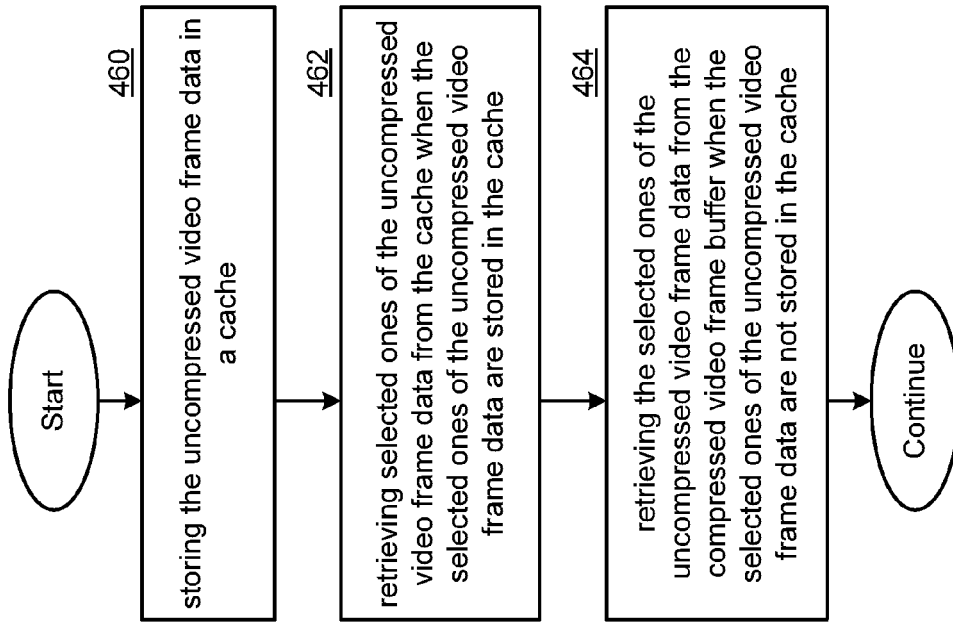 Start
460
storing the uncompressed video frame data in
a cache
462
retrieving selected ones of the uncompressed
video frame data from the cache when the
selected ones of the uncompressed video
frame data are stored in the cache
464
retrieving the selected ones of the
uncompressed video frame data from the
compressed video frame buffer when the
selected ones of the uncompressed video
frame data are not stored in the cache
Continue